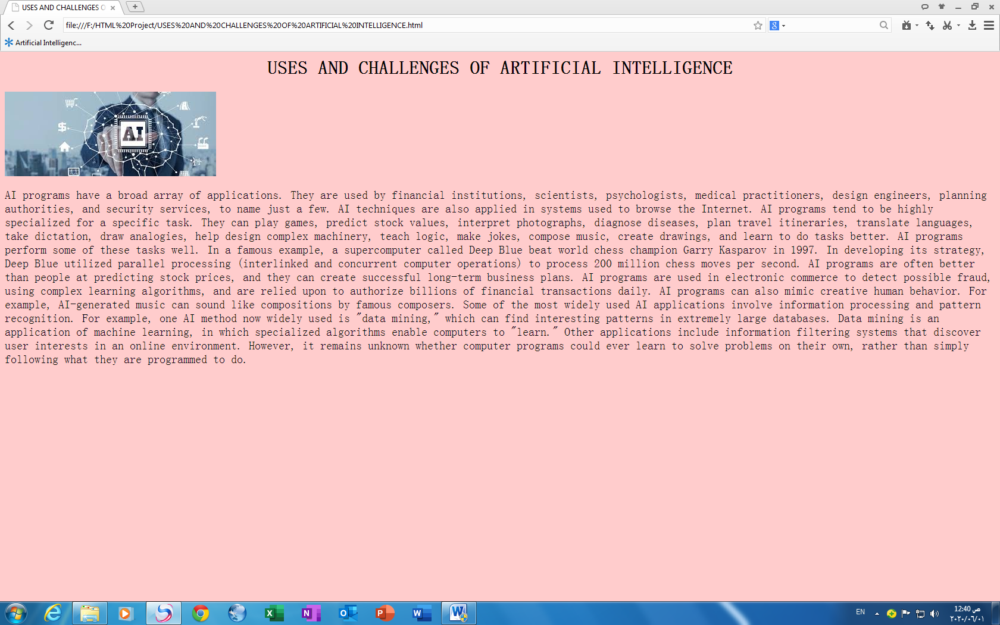 USES AND CHALLENGES O
file:///F:/HTML%20Project/USES%20AND%20CHALLENGES%20OF%20ARTIFICIAL%20INTELLIGENCE.html
Artificial Intelligenc...
USES AND CHALLENGES OF ARTIFICIAL INTELLIGENCE
AI
AI programs have a broad array of applications. They are used by financial institutions, scientists, psychologists, medical practitioners, design engineers, planning
authorities, and security services, to name just a few. AI techniques are also applied in systems used to browse the Internet. AI programs tend to be highly
specialized for a specific task. They can play games, predict stock values, interpret photographs, diagnose diseases, plan travel itineraries, translate languages,
take dictation, draw analogies, help design complex machinery, teach logic, make jokes, compose music, create drawings, and learn to do tasks better. AI programs
perform some of these tasks well. In a famous example, a supercomputer called Deep Blue beat world chess champion Garry Kasparov in 1997. In developing its strategy,
Deep Blue utilized parallel processing (interlinked and concurrent computer operations) to process 200 million chess moves per second. AI programs are often better
than people at predicting stock prices, and they can create successful long-term business plans. AI programs are used in electronic commerce to detect possible fraud,
using complex learning algorithms, and are relied upon to authorize billions of financial transactions daily. AI programs can also mimic creative human behavior. For
example, AI-generated music can sound like compositions by famous composers. Some of the most widely used AI applications involve information processing and pattern
recognition. For example, one AI method now widely used is "data mining," which can find interesting patterns in extremely large databases. Data mining is an
application of machine learning, in which specialized algorithms enable computers to "learn." Other applications include information filtering systems that discover
user interests in an online environment. However, it remains unknown whether computer programs could ever learn to solve problems on their own, rather than simply
following what they are programmed to do.
EN
12:40 ص
٢٠٢٠/٠٦/٠١